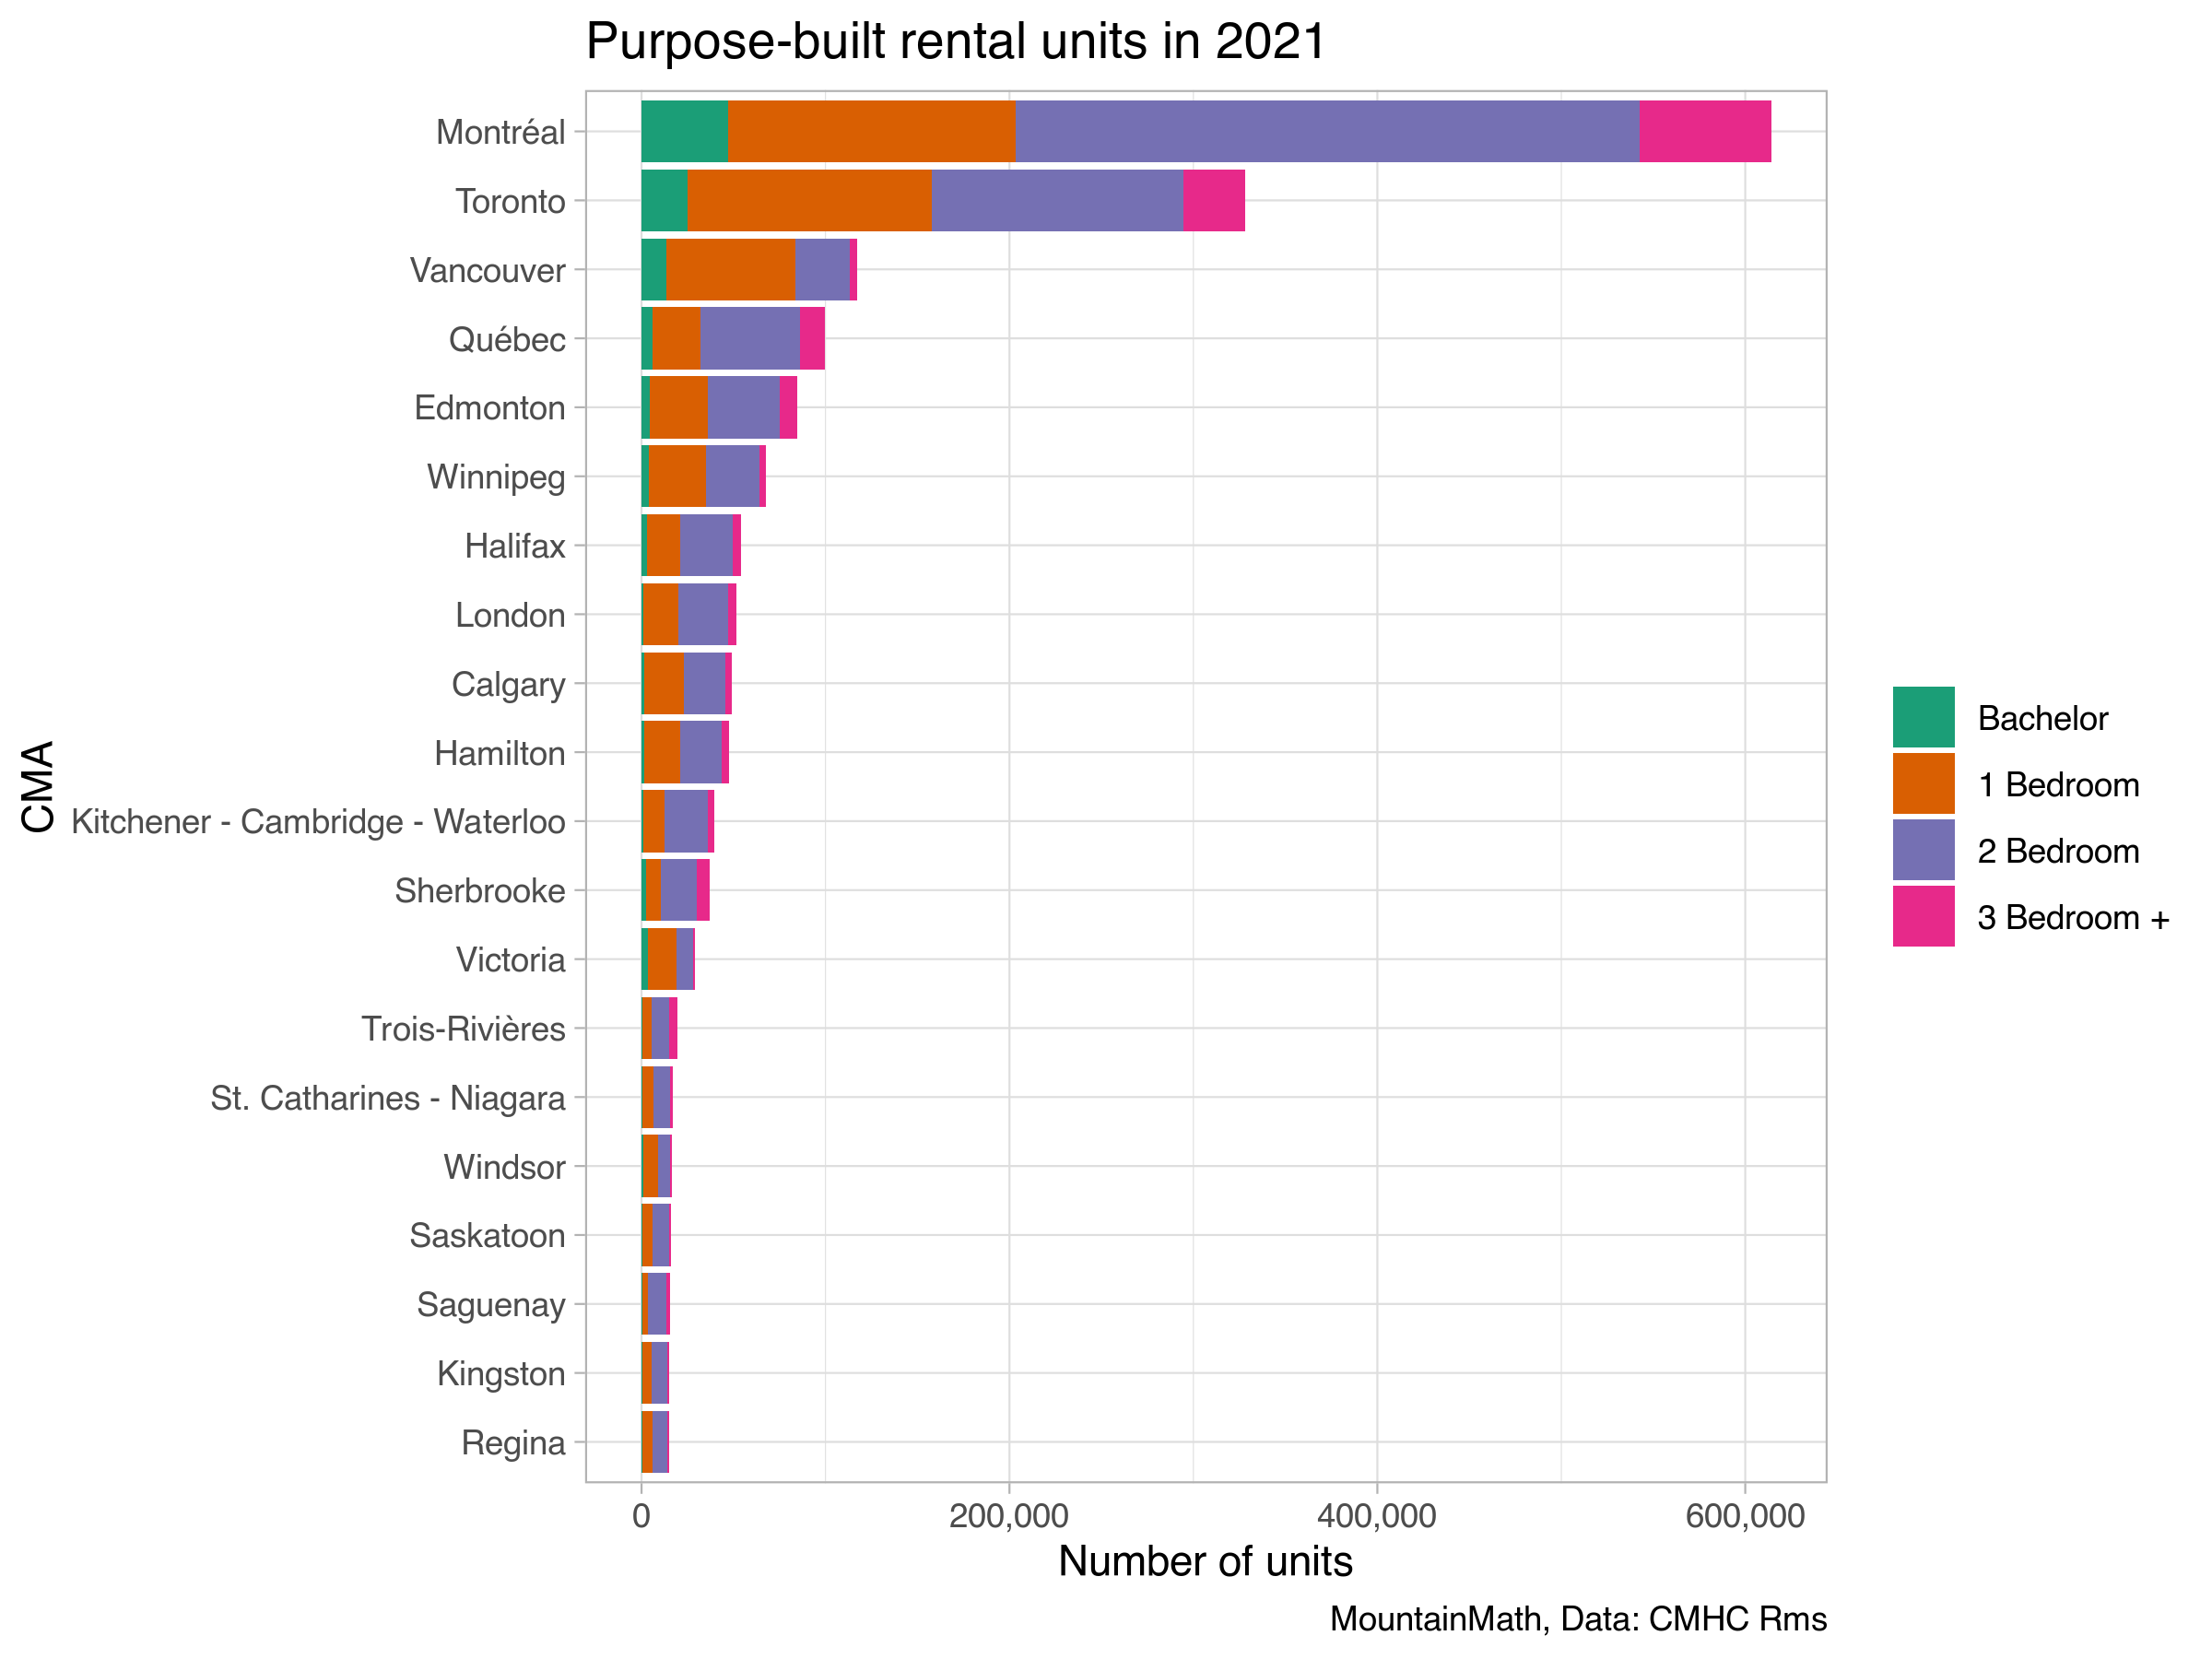 Purpose-built rental units in 2021
CMA
Montréal
Toronto
Vancouver
Québec
Edmonton
Winnipeg
Halifax
London
Calgary
Hamilton
Kitchener - Cambridge - Waterloo
Sherbrooke
Victoria
Trois-Rivières
St. Catharines - Niagara
Windsor
Saskatoon
Saguenay
Kingston
Regina
0 200,000 400,000 600,000
Number of units
Bachelor
1 Bedroom
2 Bedroom
3 Bedroom +
MountainMath, Data: CMHC Rms